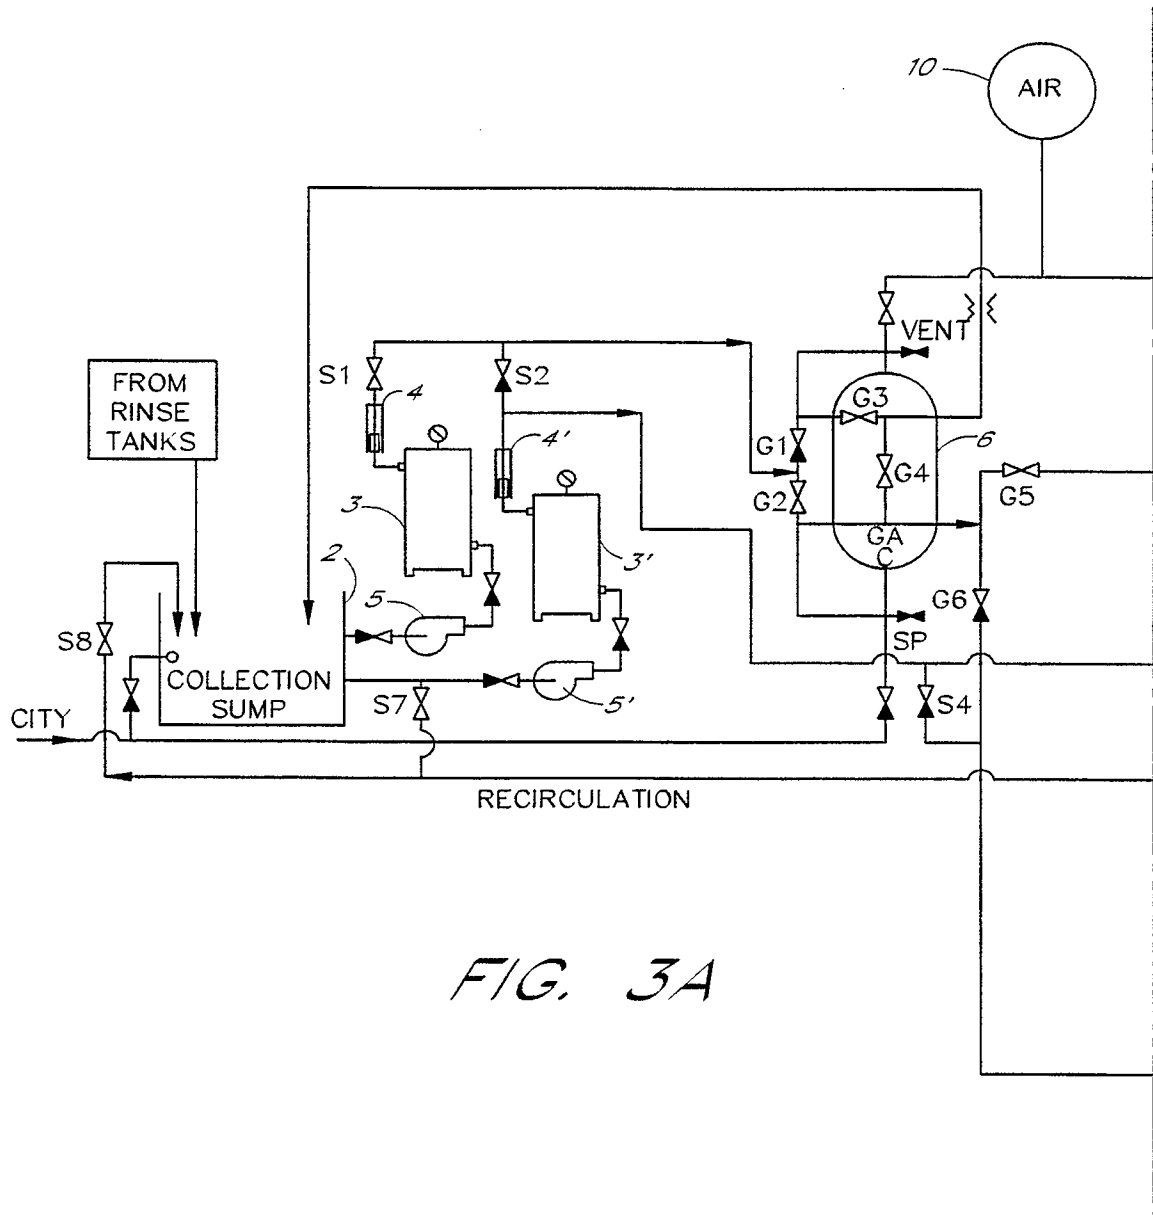 10
AIR
VENT
S1
4
S2
FROM
RINSE
TANKS
G3
4'
G1
6
G4
G2
G5
3
GA
C
2
3'
G6
5
S8
SP
COLLECTION
SUMP
S7
5'
S4
CITY
RECIRCULATION
FIG. 3A